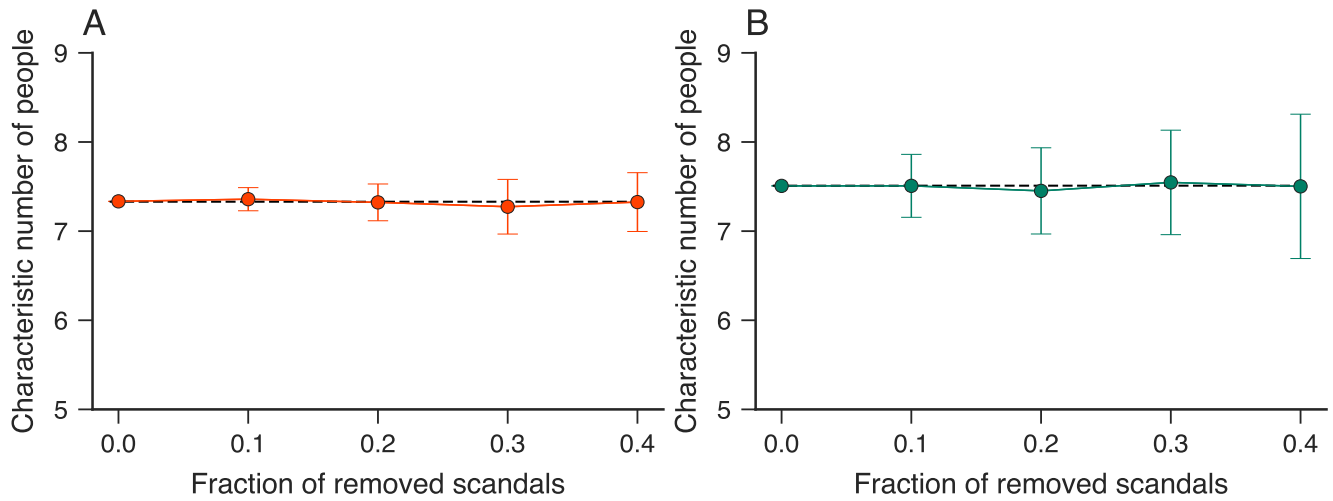 A
Characteristic number of people
9
8
7
6
5
0.0 0.1 0.2 0.3 0.4
Fraction of removed scandals
B
Characteristic number of people
9
8
7
6
5
0.0 0.1 0.2 0.3 0.4
Fraction of removed scandals